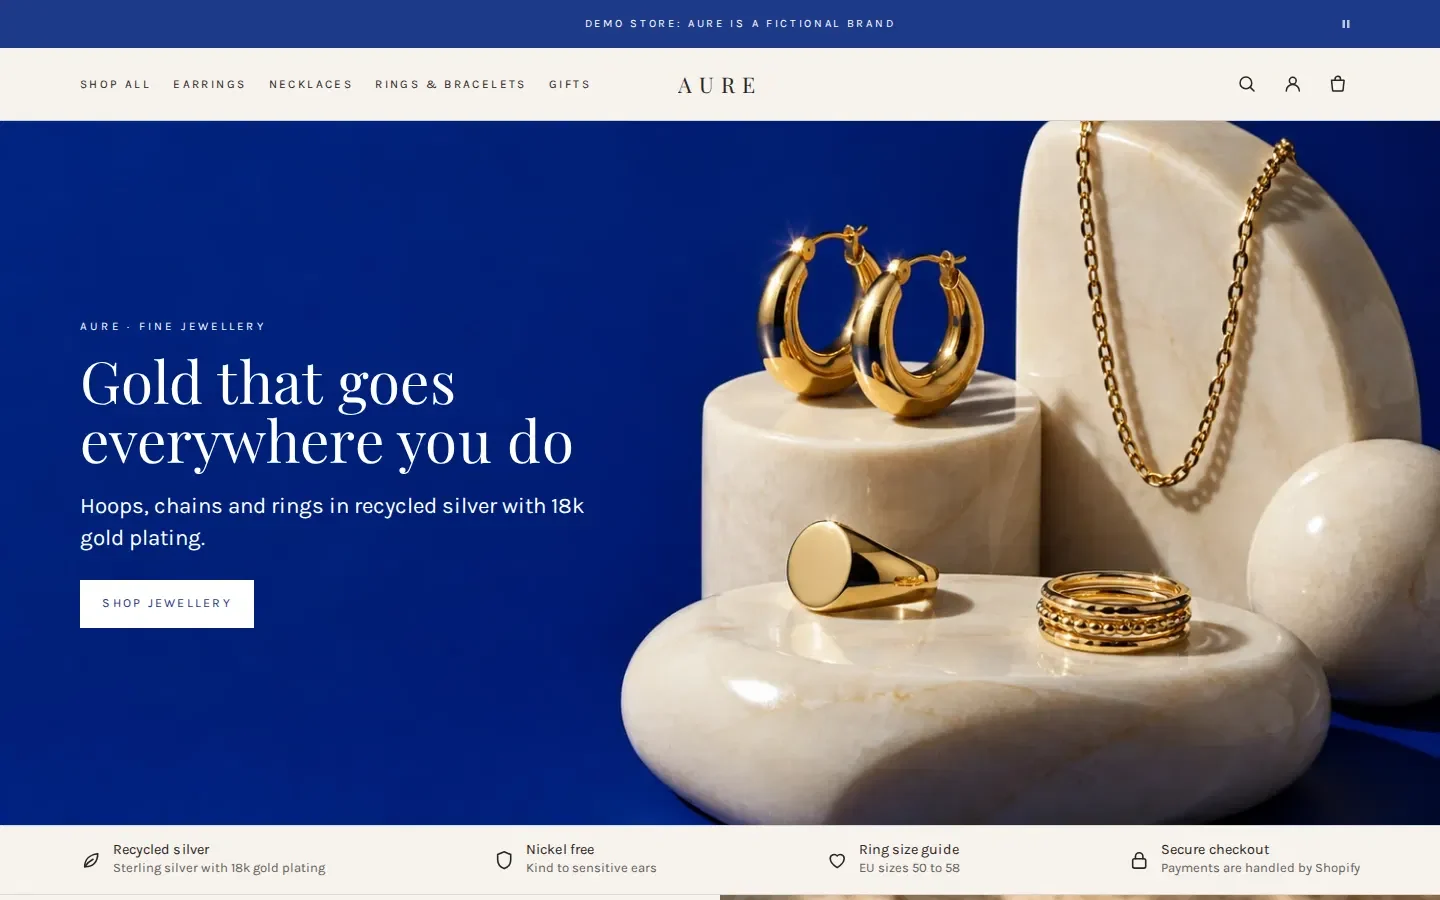 DEMO STORE: AURE IS A FICTIONAL BRAND
SHOP ALL EARRINGS NECKLACES RINGS & BRACELETS GIFTS
AURE
AURE · FINE JEWELLERY
Gold that goes
everywhere you do
Hoops, chains and rings in recycled silver with 18k
gold plating.
SHOP JEWELLERY
Recycled silver
Sterling silver with 18k gold plating
Nickel free
Kind to sensitive ears
Ring size guide
EU sizes 50 to 58
Secure checkout
Payments are handled by Shopify